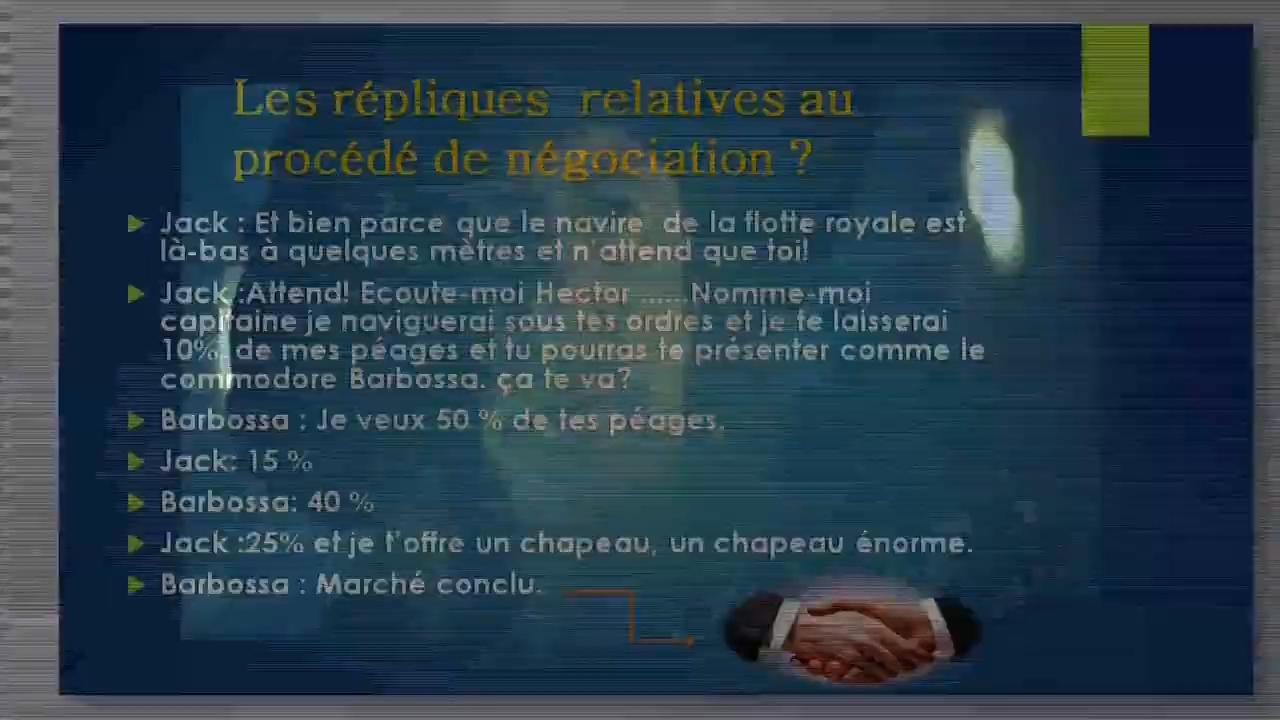 Les répliques relatives au
procédé de négociation ?
Jack : Et bien parce que le navire de la flotte royale est
là-bas à quelques mètres et n'attend que toi!
Jack :Attend! Ecoute-moi Hector ......Nomme-moi
capitaine je naviguerai sous tes ordres et je te laisserai
10% de mes péages et tu pourras te présenter comme le
commodore Barbossa. ça te va?
Barbossa : Je veux 50 % de tes péages.
Jack: 15 %
Barbossa: 40 %
Jack :25% et je t'offre un chapeau, un chapeau énorme.
Barbossa : Marché conclu.